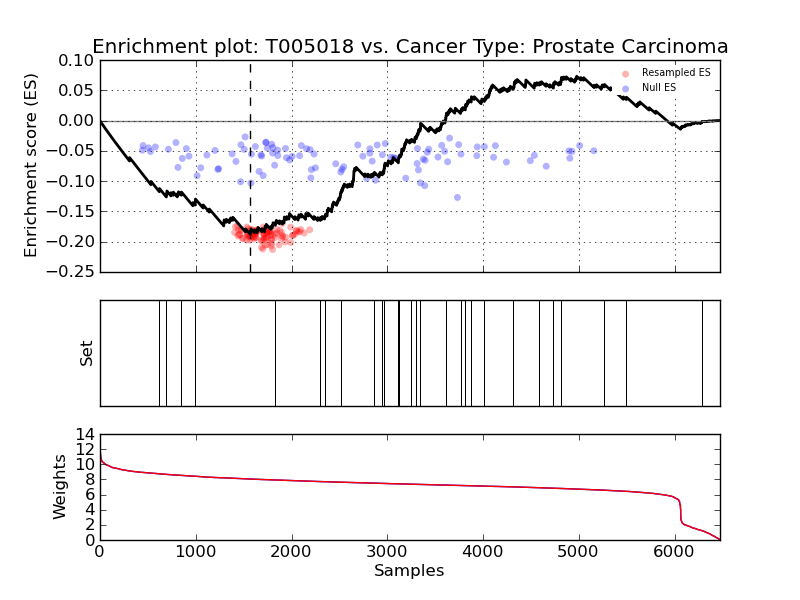 Enrichment plot: T005018 vs. Cancer Type: Prostate Carcinoma
0.10
0.05
0.00
−0.05
−0.10
−0.15
−0.20
−0.25
Enrichment score (ES)
Resampled ES
Null ES
Set
14
12
10
8
6
4
2
0
Weights
0 1000 2000 3000 4000 5000 6000
Samples